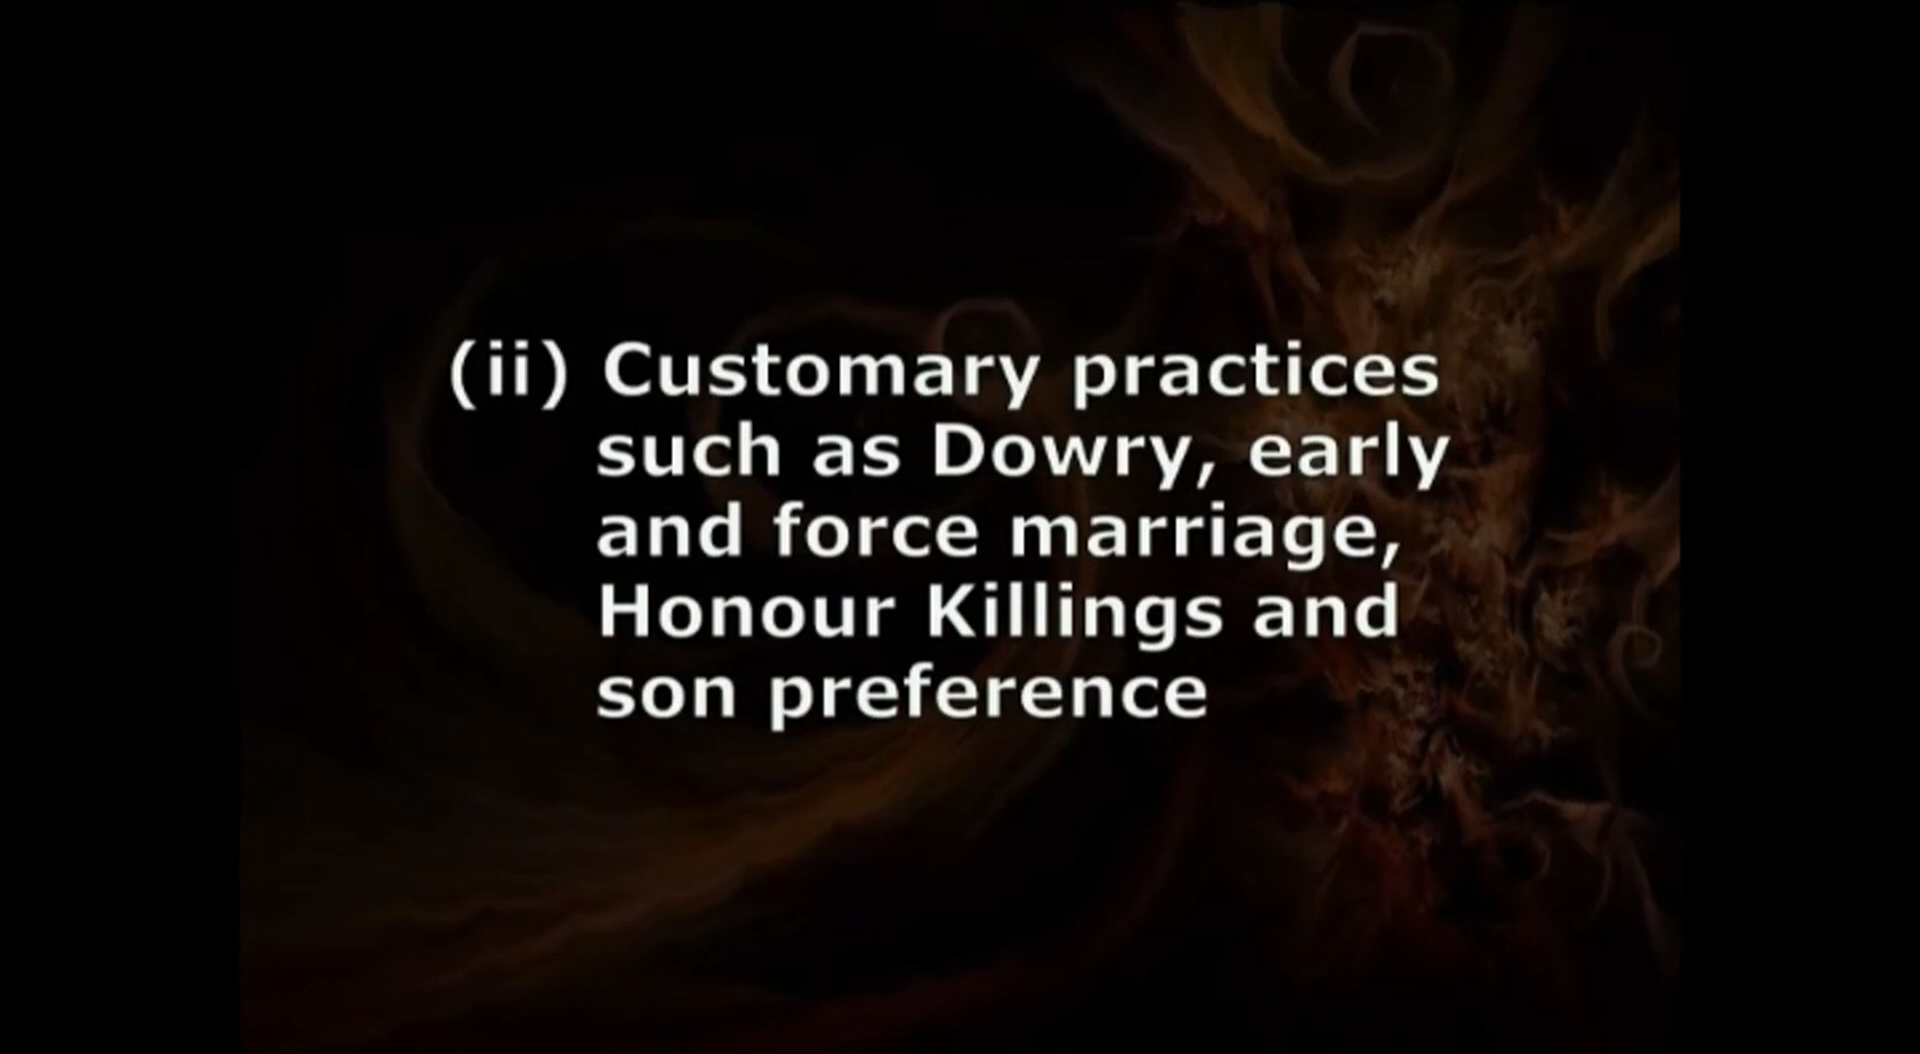 (ii) Customary practices
such as Dowry, early
and force marriage,
Honour Killings and
son preference